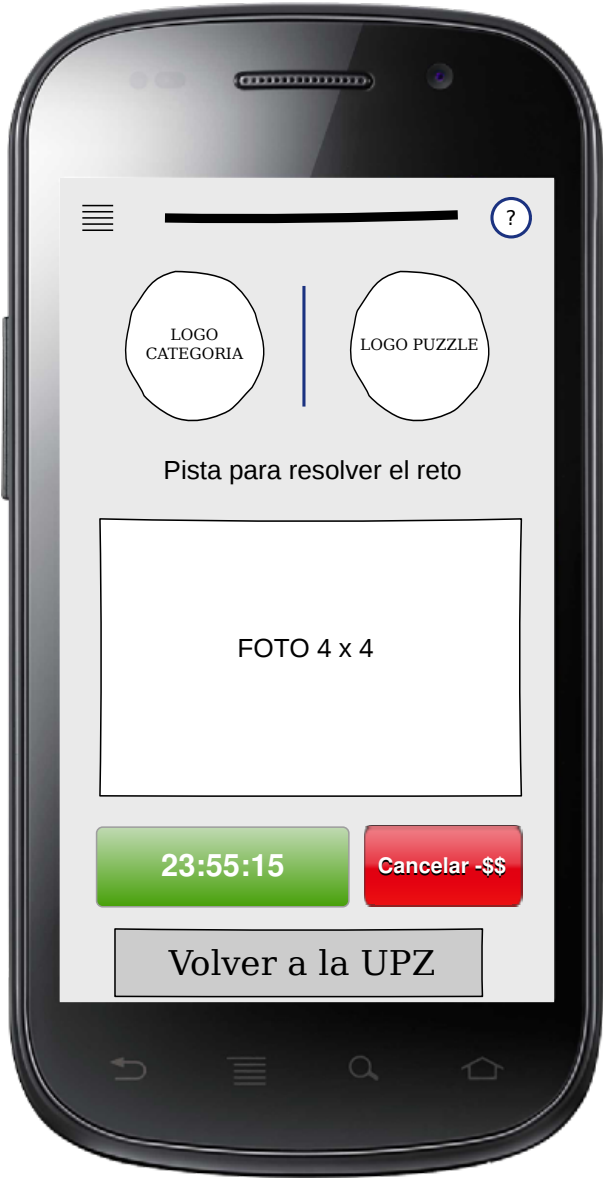 ?
LOGO
CATEGORIA
LOGO PUZZLE
Pista para resolver el reto
FOTO 4 x 4
23:55:15
Cancelar -$$
Volver a la UPZ